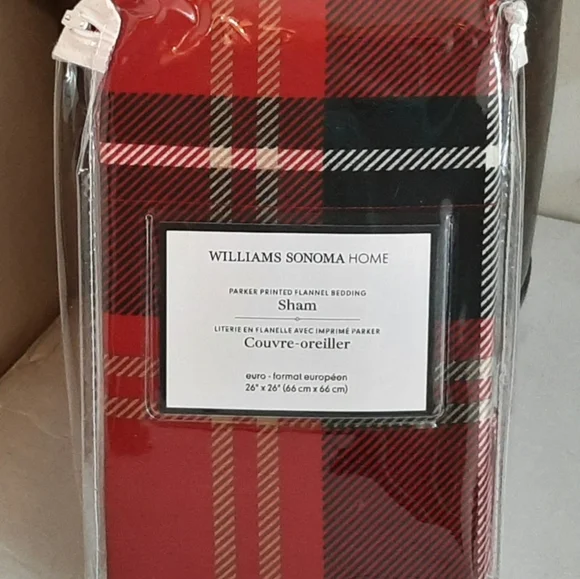 WILLIAMS SONOMA HOME
PARKER PRINTED FLANNEL BEDDING
Sham
LITERIE EN FLANELLE AVEC IMPRIMÉ PARKER
Couvre-oreiller
euro - format européen
26" x 26" (66 cm x 66 cm)